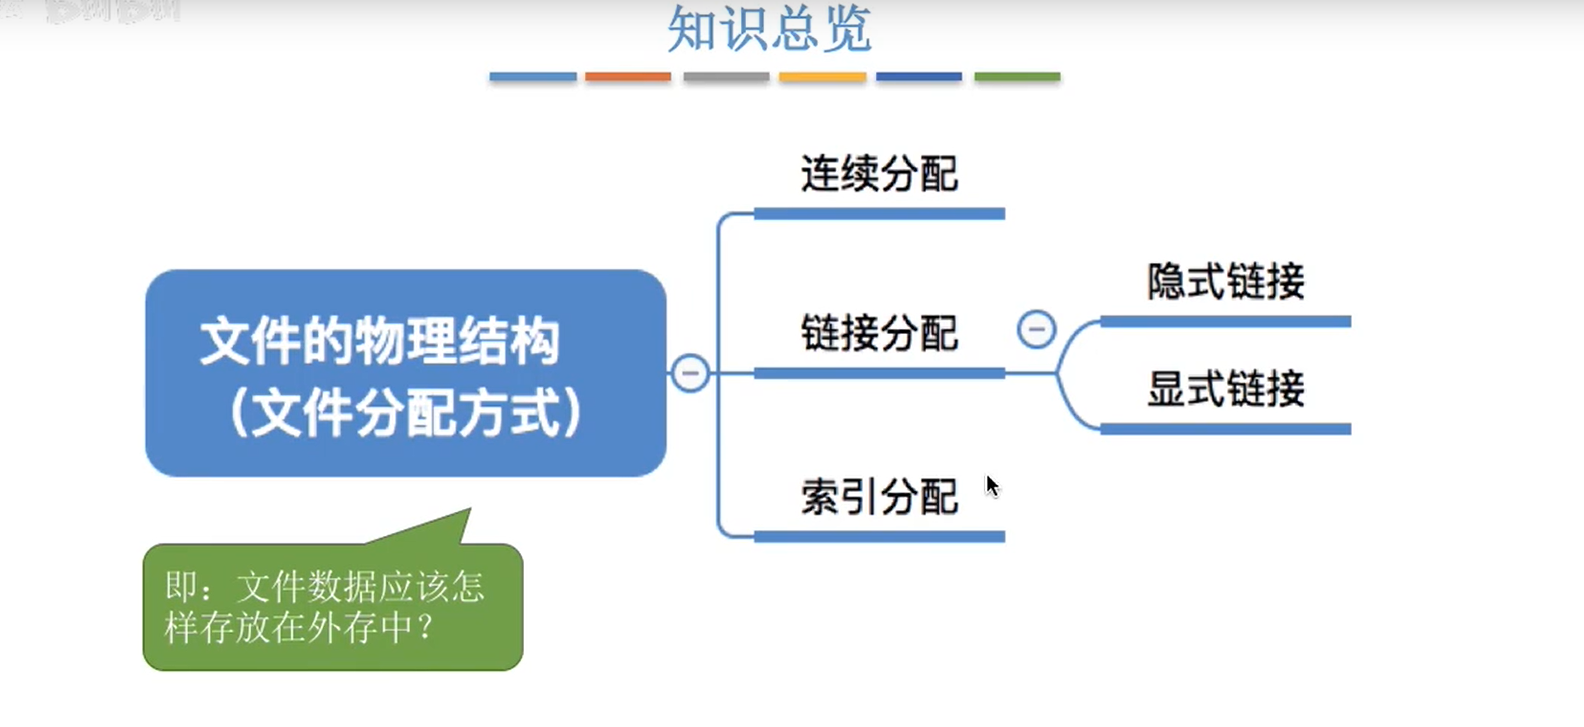 知识总览
连续分配
隐式链接
文件的物理结构
链接分配
（文件分配方式）
显式链接
索引分配
即：文件数据应该怎
样存放在外存中？